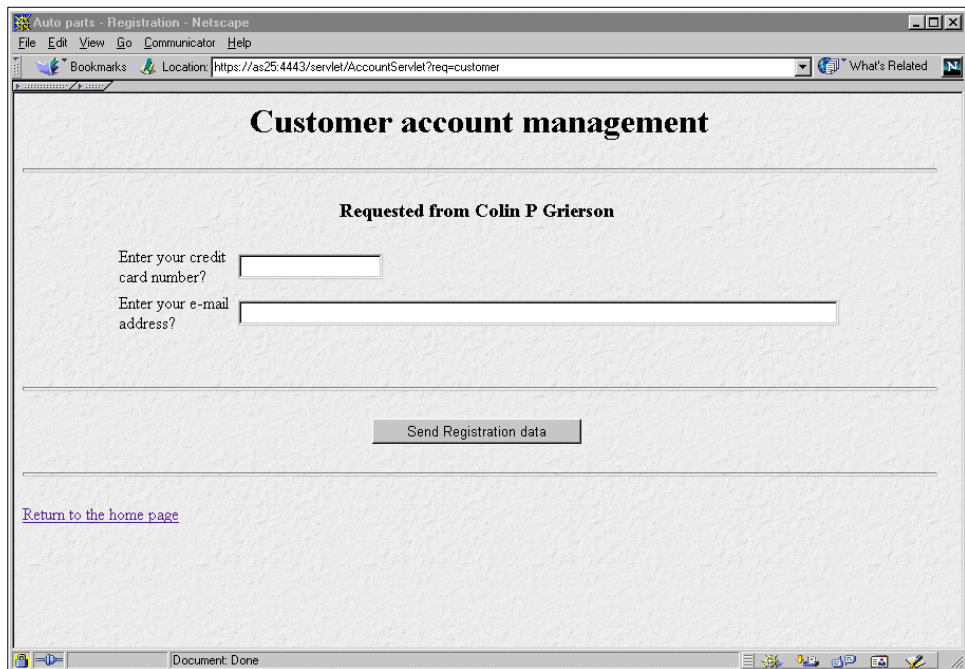 Auto parts - Registration - Netscape
File Edit View Go Communicator Help
Bookmarks Location: https://as25:4443/servlet/AccountServlet?req=customer What's Related N
Customer account management
Requested from Colin P Grierson
Enter your credit
card number?
Enter your e-mail
address?
Send Registration data
Return to the home page
Document: Done